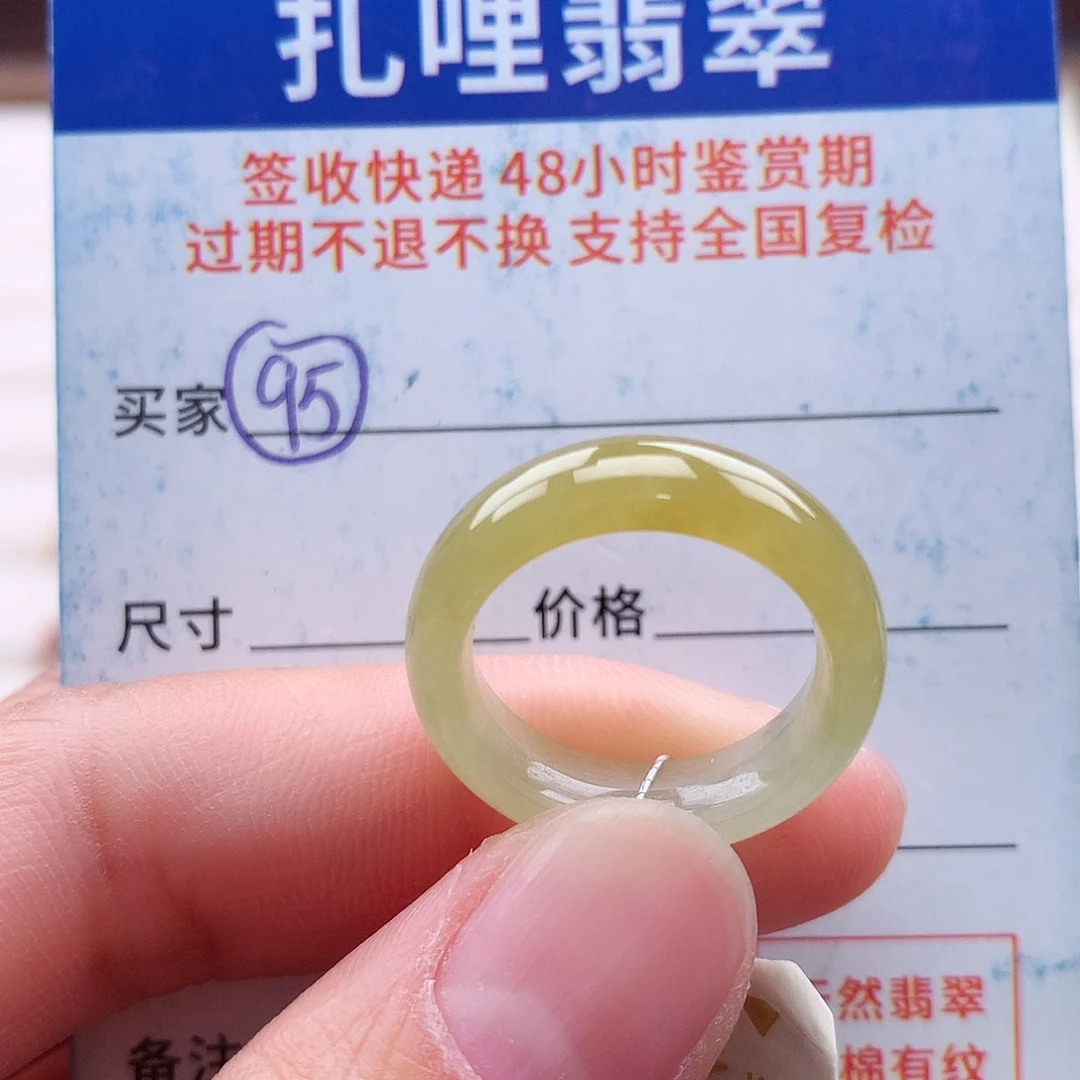 扎哩翡翠
签收快递 48小时鉴赏期
过期不退不换 支持全国复检
买家 95
尺寸 价格
然翡翠
备注
棉有纹